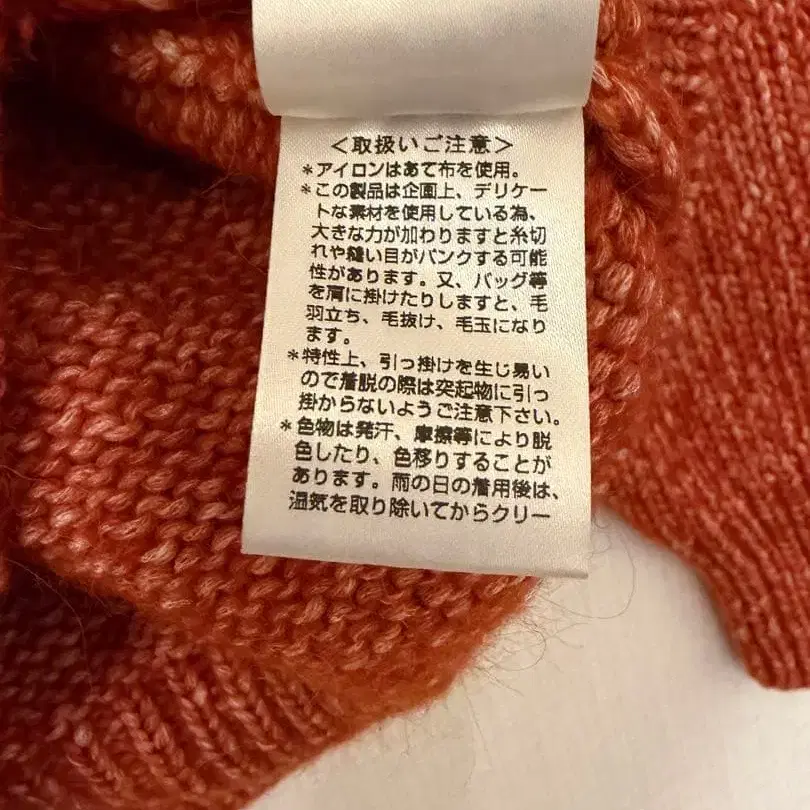 ＜取扱いご注意＞
＊アイロンはあて布を使用。
＊この製品は企画上、デリケー
トな素材を使用している為、
大きな力が加わりますと糸切
れや縫い目がパンクする可能
性があります。又、バッグ等
を肩に掛けたりしますと、毛
羽立ち、毛抜け、毛玉になり
ます。
＊特性上、引っ掛けを生じ易い
ので着脱の際は突起物に引っ
掛からないようご注意下さい。
＊色物は発汗、摩擦等により脱
色したり、色移りすることが
あります。雨の日の着用後は、
温気を取り除いてからクリー